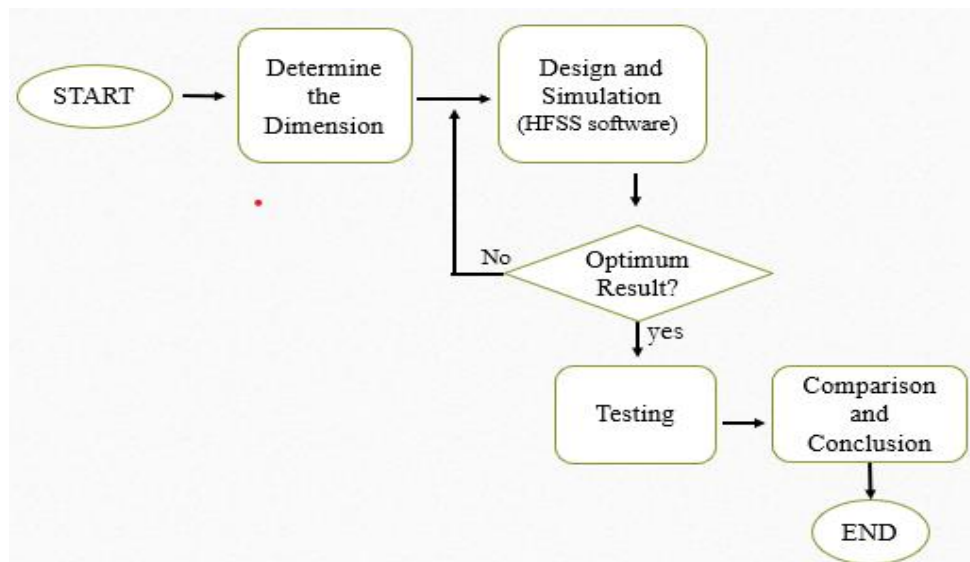 START
Determine
the
Dimension
Design and
Simulation
(HFSS software)
No
Optimum
Result?
yes
Testing
Comparison
and
Conclusion
END